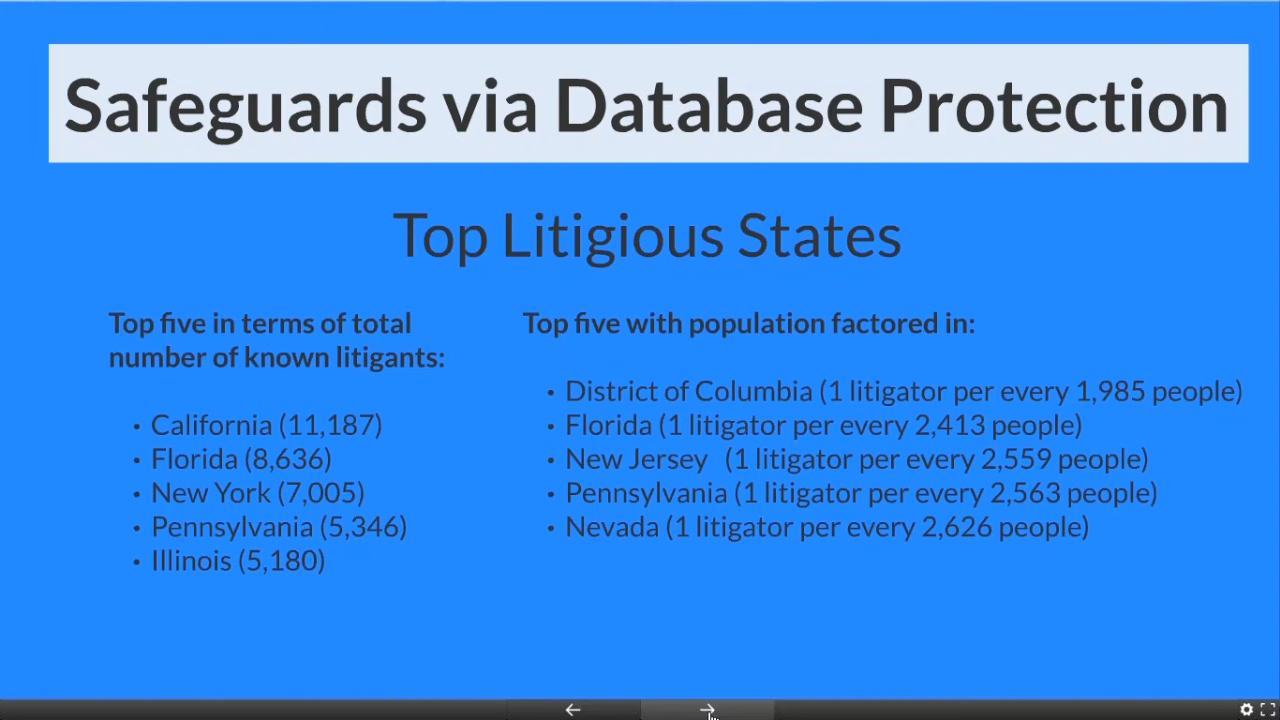 Safeguards via Database Protection
Top Litigious States
Top five in terms of total
number of known litigants:
• California (11,187)
• Florida (8,636)
• New York (7,005)
• Pennsylvania (5,346)
• Illinois (5,180)
Top five with population factored in:
• District of Columbia (1 litigator per every 1,985 people)
• Florida (1 litigator per every 2,413 people)
• New Jersey (1 litigator per every 2,559 people)
• Pennsylvania (1 litigator per every 2,563 people)
• Nevada (1 litigator per every 2,626 people)